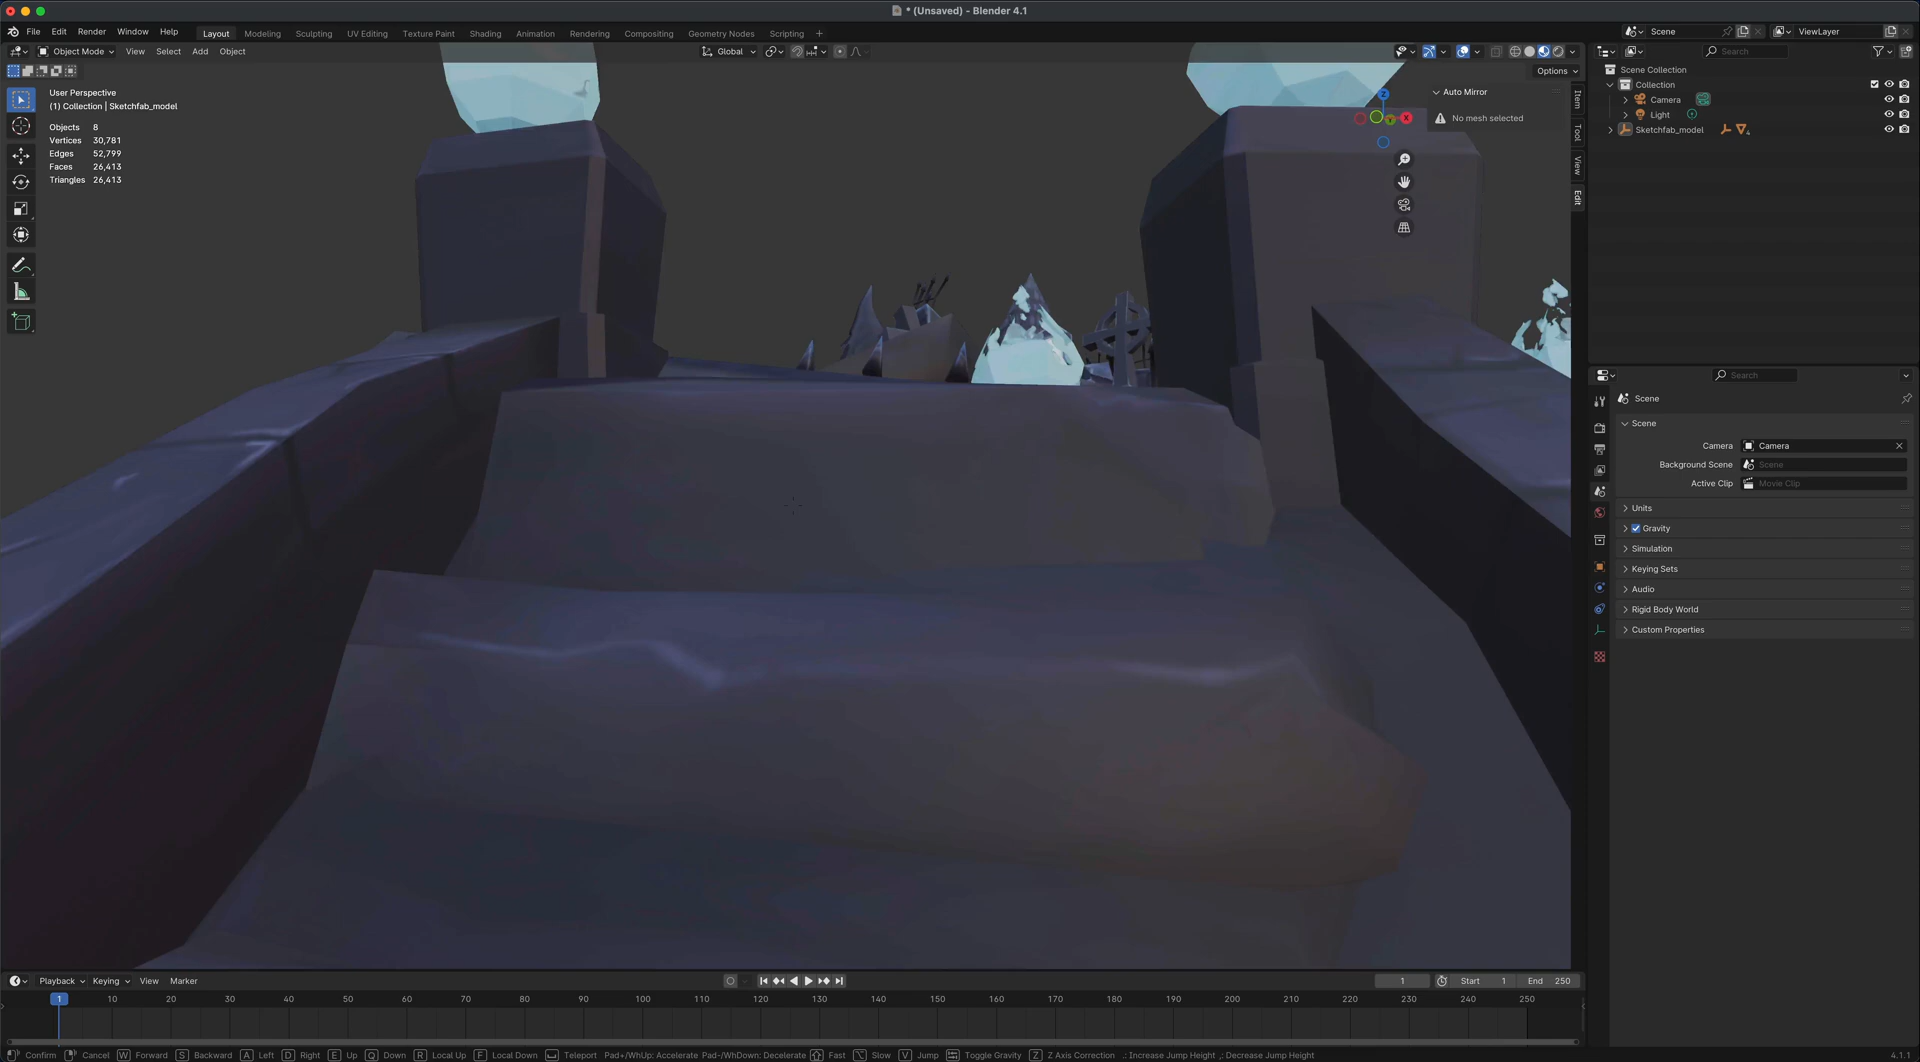 * (Unsaved) - Blender 4.1
File Edit Render Window Help
Layout Modeling Sculpting UV Editing Texture Paint Shading Animation Rendering Compositing Geometry Nodes Scripting +
Scene
ViewLayer
Object Mode View Select Add Object
Global
Search
Options
User Perspective
(1) Collection | Sketchfab_model
Objects 8
Vertices 30,781
Edges 52,799
Faces 26,413
Triangles 26,413
Auto Mirror
No mesh selected
Z
Y
X
Item
Tool
View
Edit
Scene Collection
Collection
Camera
Light
Sketchfab_model
4
Search
Scene
Scene
Camera Camera
Background Scene Scene
Active Clip Movie Clip
Units
Gravity
Simulation
Keying Sets
Audio
Rigid Body World
Custom Properties
Playback Keying View Marker
1 Start 1 End 250
1 10 20 30 40 50 60 70 80 90 100 110 120 130 140 150 160 170 180 190 200 210 220 230 240 250
Confirm Cancel W Forward S Backward A Left D Right E Up Q Down R Local Up F Local Down Teleport Pad+/WhUp: Accelerate Pad-/WhDown: Decelerate Fast Slow V Jump Toggle Gravity Z Z Axis Correction .: Increase Jump Height ,: Decrease Jump Height
4.1.1